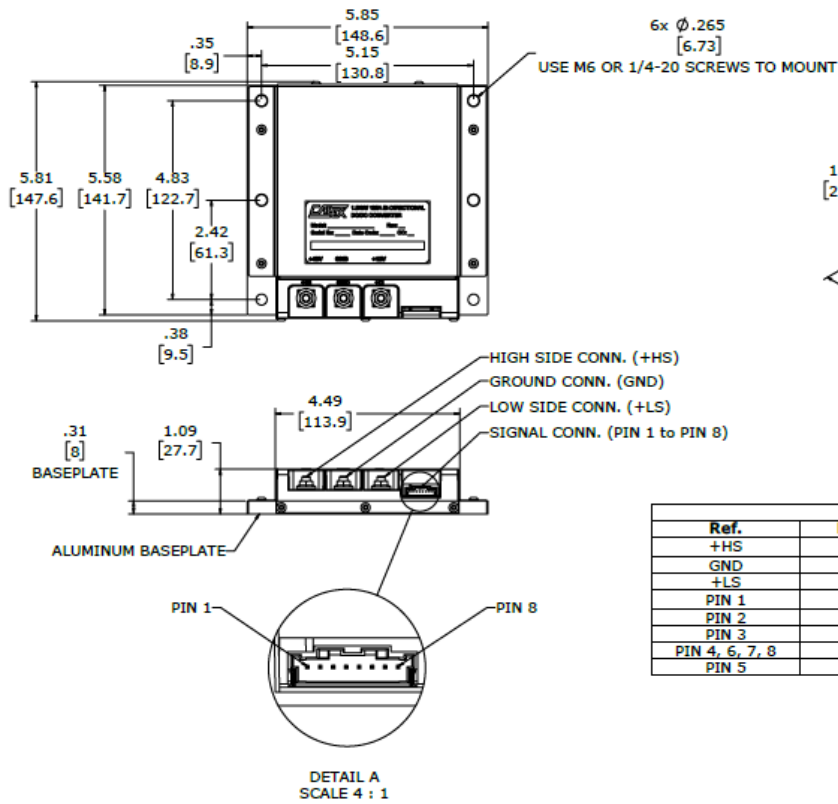 5.85
[148.6]
.35
[8.9]
5.15
[130.8]
6x Ø.265
[6.73]
USE M6 OR 1/4-20 SCREWS TO MOUNT
5.81
[147.6]
5.58
[141.7]
4.83
[122.7]
2.42
[61.3]
.38
[9.5]
HIGH SIDE CONN. (+HS)
GROUND CONN. (GND)
LOW SIDE CONN. (+LS)
SIGNAL CONN. (PIN 1 to PIN 8)
4.49
[113.9]
.31
[8]
BASEPLATE
1.09
[27.7]
ALUMINUM BASEPLATE
PIN 1
PIN 8
DETAIL A
SCALE 4 : 1
Ref.
+HS
GND
+LS
PIN 1
PIN 2
PIN 3
PIN 4, 6, 7, 8
PIN 5